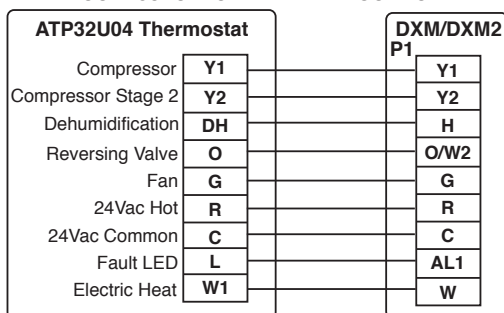 ATP32U04 Thermostat DXM/DXM2
P1
Compressor Y1 Y1
Compressor Stage 2 Y2 Y2
Dehumidification DH H
Reversing Valve O O/W2
Fan G G
24Vac Hot R R
24Vac Common C C
Fault LED L AL1
Electric Heat W1 W